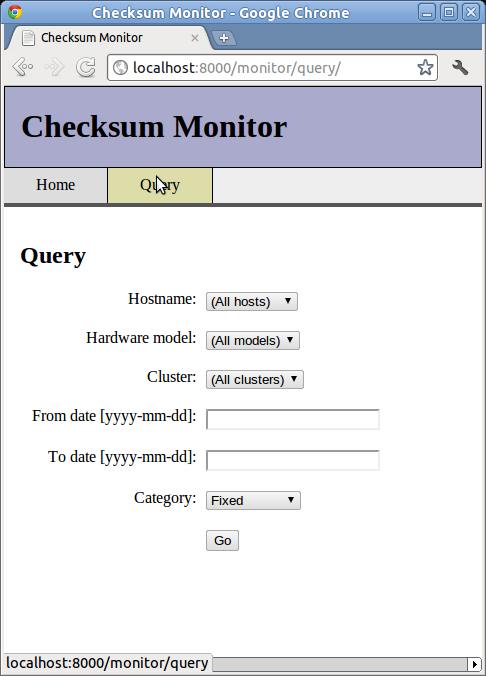 Checksum Monitor - Google Chrome
Checksum Monitor
localhost:8000/monitor/query/
Checksum Monitor
Home Query
Query
Hostname: (All hosts)
Hardware model: (All models)
Cluster: (All clusters)
From date [yyyy-mm-dd]:
To date [yyyy-mm-dd]:
Category: Fixed
Go
localhost:8000/monitor/query